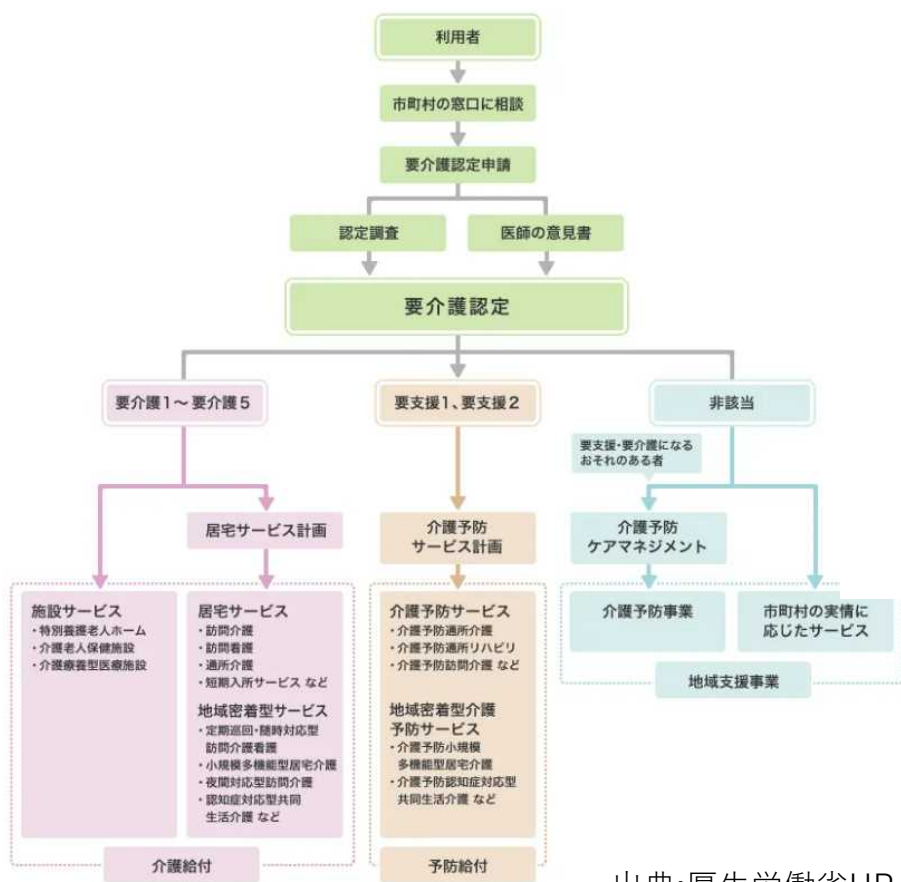 利用者
市町村の窓口に相談
要介護認定申請
認定調査
医師の意見書
要介護認定
要介護1〜要介護5
要支援1、要支援2
非該当
要支援・要介護になる
おそれのある者
居宅サービス計画
介護予防
サービス計画
介護予防
ケアマネジメント
施設サービス
・特別養護老人ホーム
・介護老人保健施設
・介護療養型医療施設
居宅サービス
・訪問介護
・訪問看護
・通所介護
・短期入所サービス など
地域密着型サービス
・定期巡回・随時対応型
訪問介護看護
・小規模多機能型居宅介護
・夜間対応型訪問介護
・認知症対応型共同
生活介護 など
介護予防サービス
・介護予防通所介護
・介護予防通所リハビリ
・介護予防訪問介護 など
地域密着型介護
予防サービス
・介護予防小規模
多機能型居宅介護
・介護予防認知症対応型
共同生活介護 など
介護予防事業
市町村の実情に
応じたサービス
地域支援事業
介護給付
予防給付
出典:厚生労働省HP